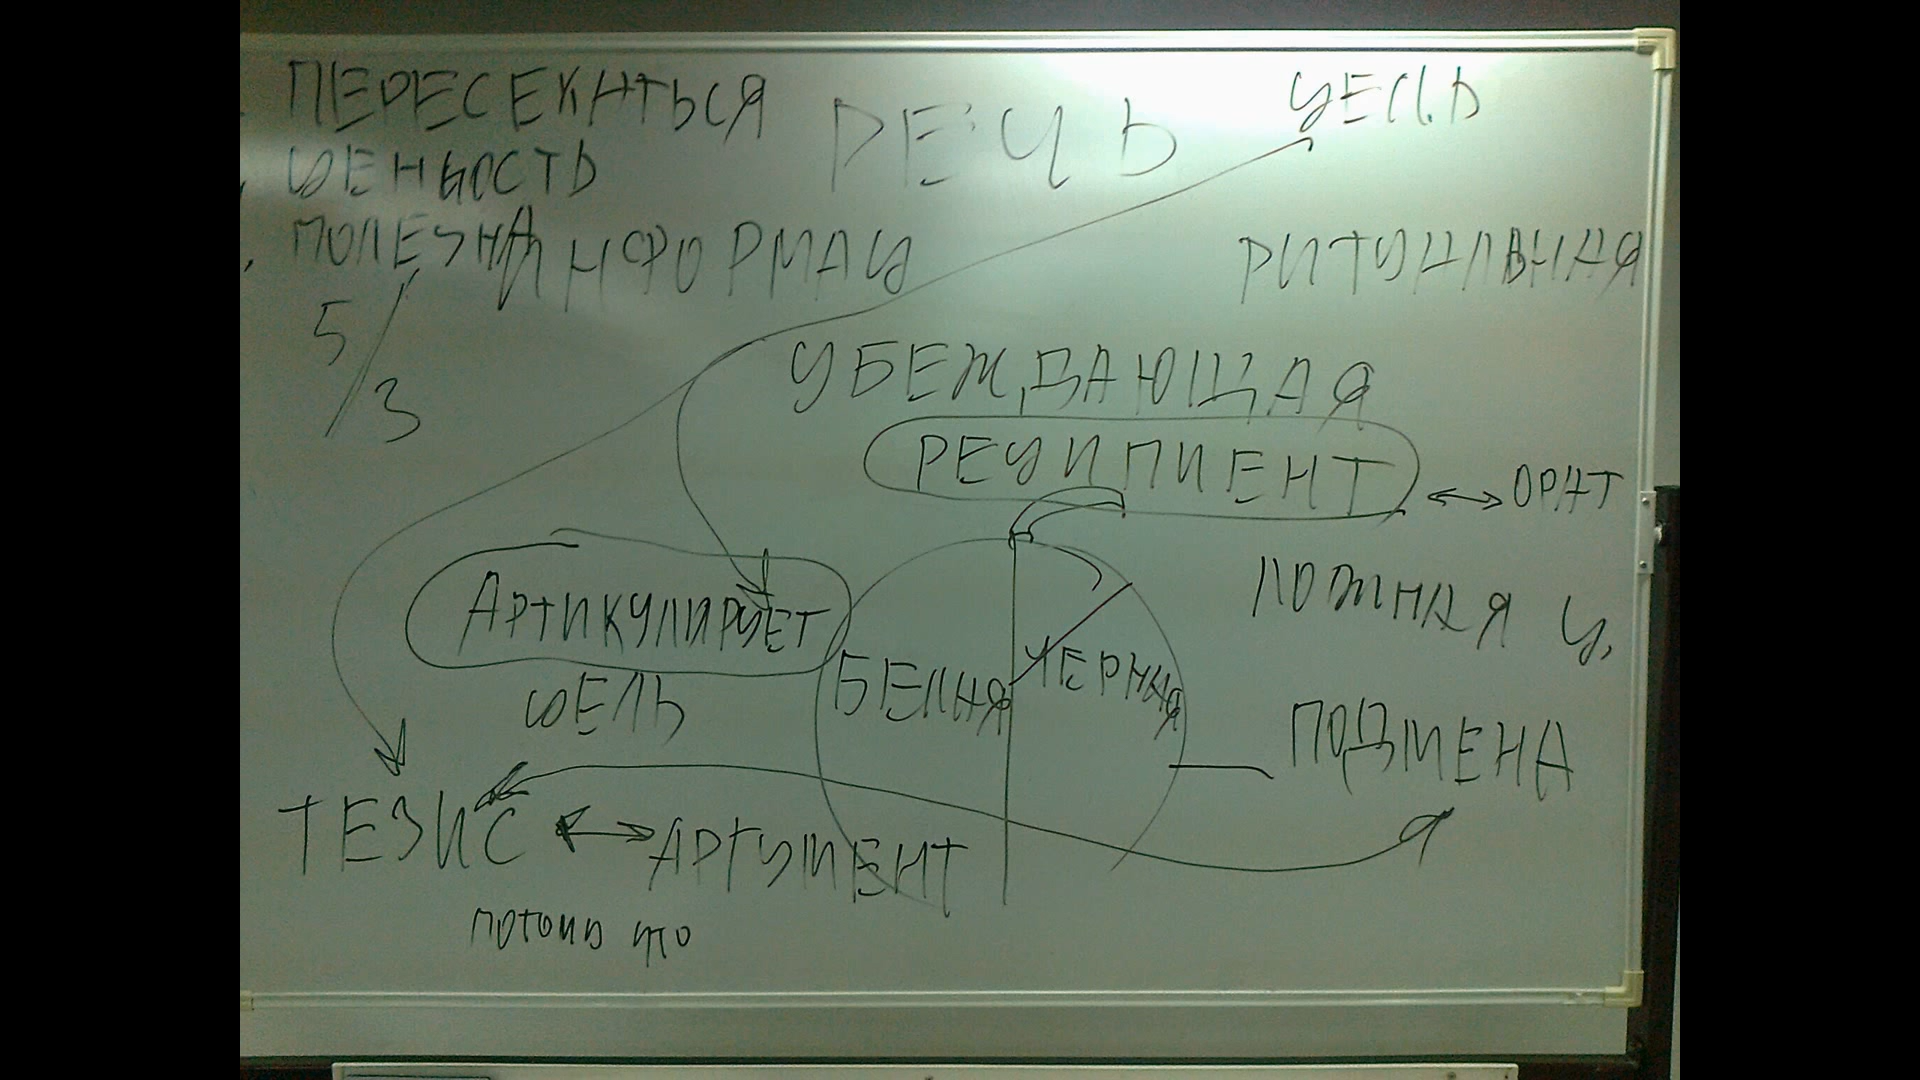 ПЕРЕСЕКАТЬСЯ
ЦЕННОСТЬ
ПОЛЕЗНА
ИНФОРМАЦ
5/3
РЕЧЬ
ЦЕЛЬ
РИТУАЛЬНАЯ
УБЕЖДАЮЩАЯ
РЕЦИПИЕНТ ОРАТ
АРТИКУЛИРУЕТ
ЦЕЛЬ
БЕЛАЯ ЧЕРНАЯ
ЛОЖНАЯ Ц.
ПОДМЕНА
ТЕЗИС АРГУМЕНТ
потому что